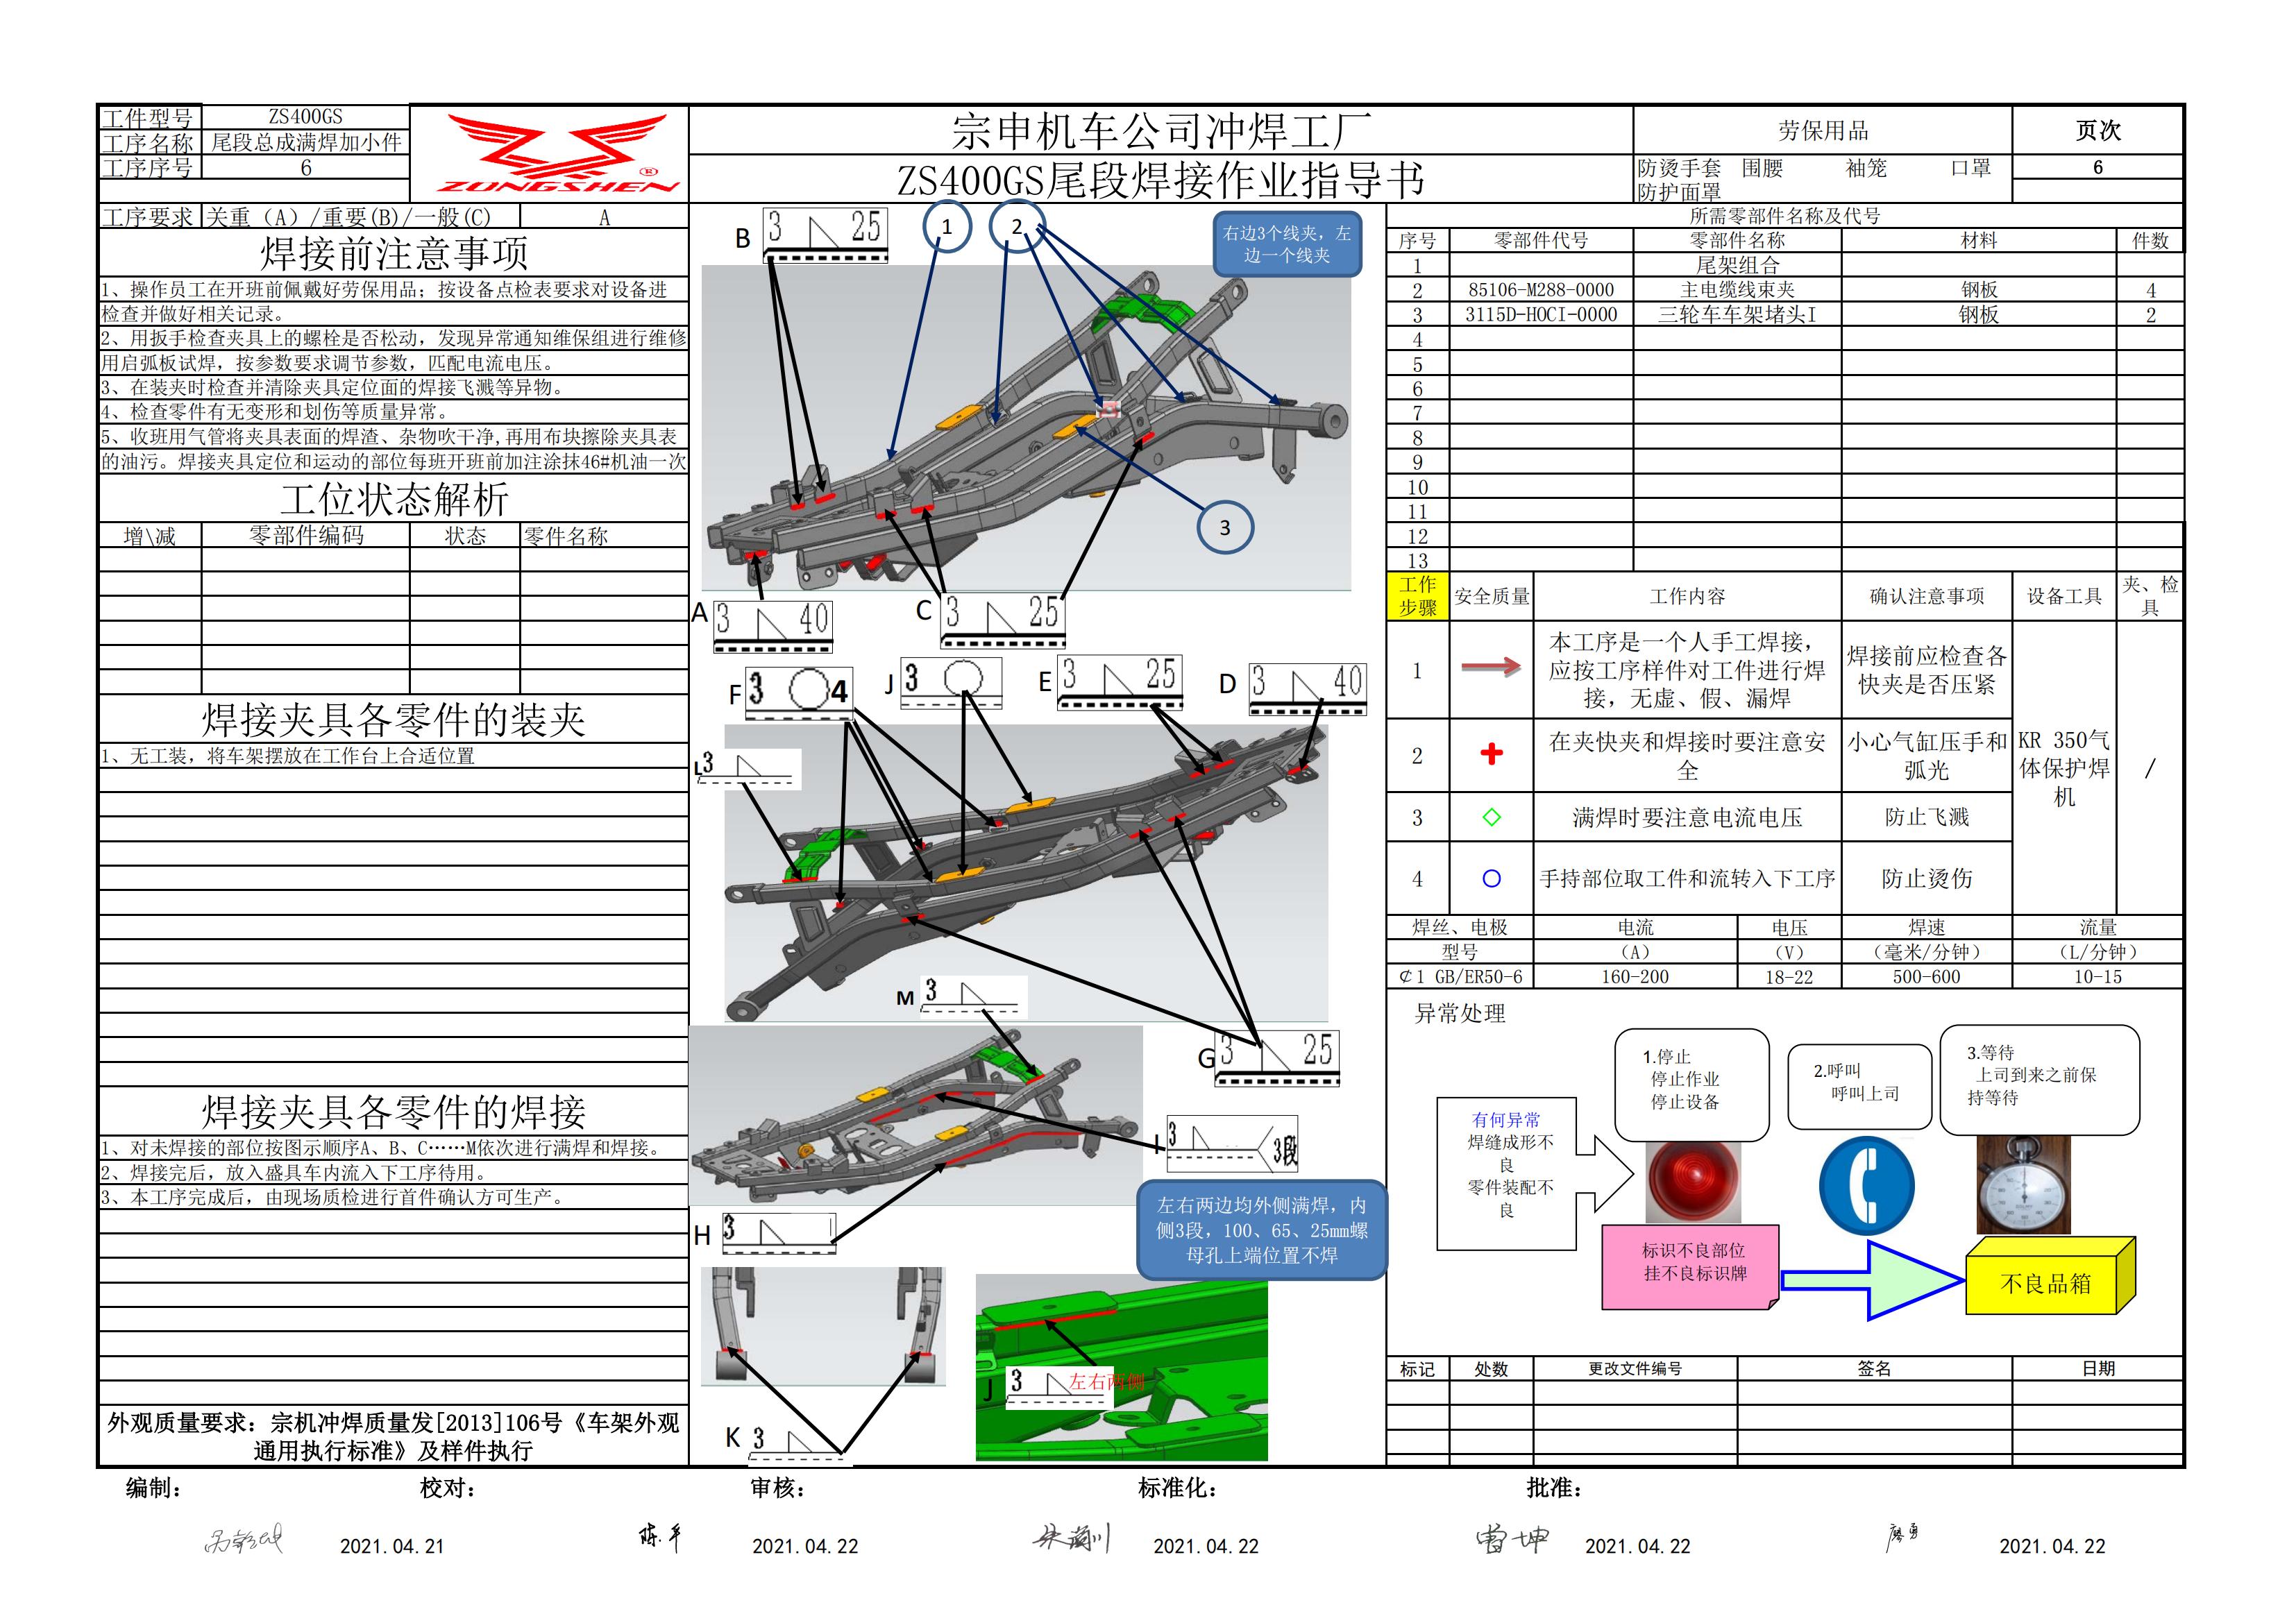 工件型号 ZS400GS
工序名称 尾段总成满焊加小件
工序序号 6
ZONGSHEN ®
宗申机车公司冲焊工厂
ZS400GS尾段焊接作业指导书
劳保用品 页次
防烫手套 围腰 袖笼 口罩 6
防护面罩
工序要求 关重（A）/重要(B)/一般(C) A
焊接前注意事项
1、操作员工在开班前佩戴好劳保用品；按设备点检表要求对设备进
检查并做好相关记录。
2、用扳手检查夹具上的螺栓是否松动，发现异常通知维保组进行维修
用启弧板试焊，按参数要求调节参数，匹配电流电压。
3、在装夹时检查并清除夹具定位面的焊接飞溅等异物。
4、检查零件有无变形和划伤等质量异常。
5、收班用气管将夹具表面的焊渣、杂物吹干净,再用布块擦除夹具表
的油污。焊接夹具定位和运动的部位每班开班前加注涂抹46#机油一次
工位状态解析
增\减 零部件编码 状态 零件名称
焊接夹具各零件的装夹
1、无工装，将车架摆放在工作台上合适位置
焊接夹具各零件的焊接
1、对未焊接的部位按图示顺序A、B、C……M依次进行满焊和焊接。
2、焊接完后，放入盛具车内流入下工序待用。
3、本工序完成后，由现场质检进行首件确认方可生产。
外观质量要求：宗机冲焊质量发[2013]106号《车架外观
通用执行标准》及样件执行
B 3 25
1
2
右边3个线夹，左
边一个线夹
3
A 3 40
C 3 25
F 3 4
J 3
E 3 25
D 3 40
L3
M 3
G 3 25
I 3 3段
H 3
左右两边均外侧满焊，内
侧3段，100、65、25mm螺
母孔上端位置不焊
K 3
J 3 左右两侧
所需零部件名称及代号
序号 零部件代号 零部件名称 材料 件数
1 尾架组合
2 85106-M288-0000 主电缆线束夹 钢板 4
3 3115D-HOCI-0000 三轮车车架堵头I 钢板 2
4
5
6
7
8
9
10
11
12
13
工作
步骤 安全质量 工作内容 确认注意事项 设备工具 夹、检
具
1 本工序是一个人手工焊接，
应按工序样件对工件进行焊
接，无虚、假、漏焊 焊接前应检查各
快夹是否压紧
2 在夹快夹和焊接时要注意安
全 小心气缸压手和
弧光
KR 350气
体保护焊
机 /
3 满焊时要注意电流电压 防止飞溅
4 手持部位取工件和流转入下工序 防止烫伤
焊丝、电极 电流 电压 焊速 流量
型号 （A） （V） （毫米/分钟） （L/分钟）
¢1 GB/ER50-6 160-200 18-22 500-600 10-15
异常处理
有何异常
焊缝成形不
良
零件装配不
良
1.停止
停止作业
停止设备
2.呼叫
呼叫上司
3.等待
上司到来之前保
持等待
标识不良部位
挂不良标识牌
不良品箱
标记 处数 更改文件编号 签名 日期
编制： 校对： 审核： 标准化： 批准：
2021.04.21 陈平 2021.04.22 2021.04.22 雷坤 2021.04.22 廖勇 2021.04.22